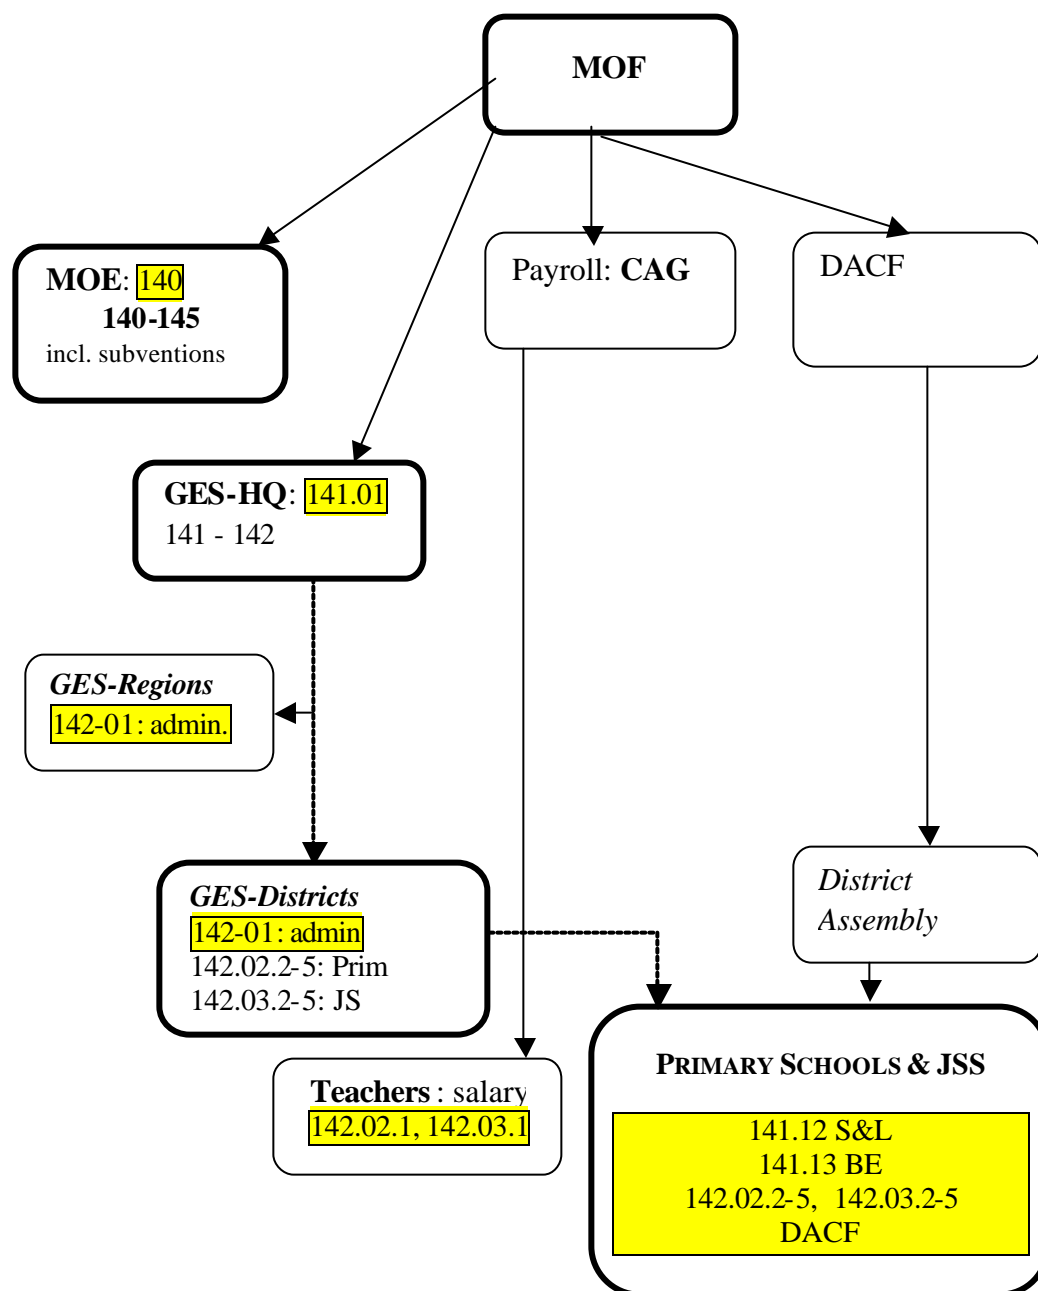 MOF
MOE: 140
140-145
incl. subventions
Payroll: CAG
DACF
GES-HQ: 141.01
141 - 142
GES-Regions
142-01: admin.
GES-Districts
142-01: admin
142.02.2-5: Prim
142.03.2-5: JS
District
Assembly
Teachers : salary
142.02.1, 142.03.1
PRIMARY SCHOOLS & JSS
141.12 S&L
141.13 BE
142.02.2-5, 142.03.2-5
DACF